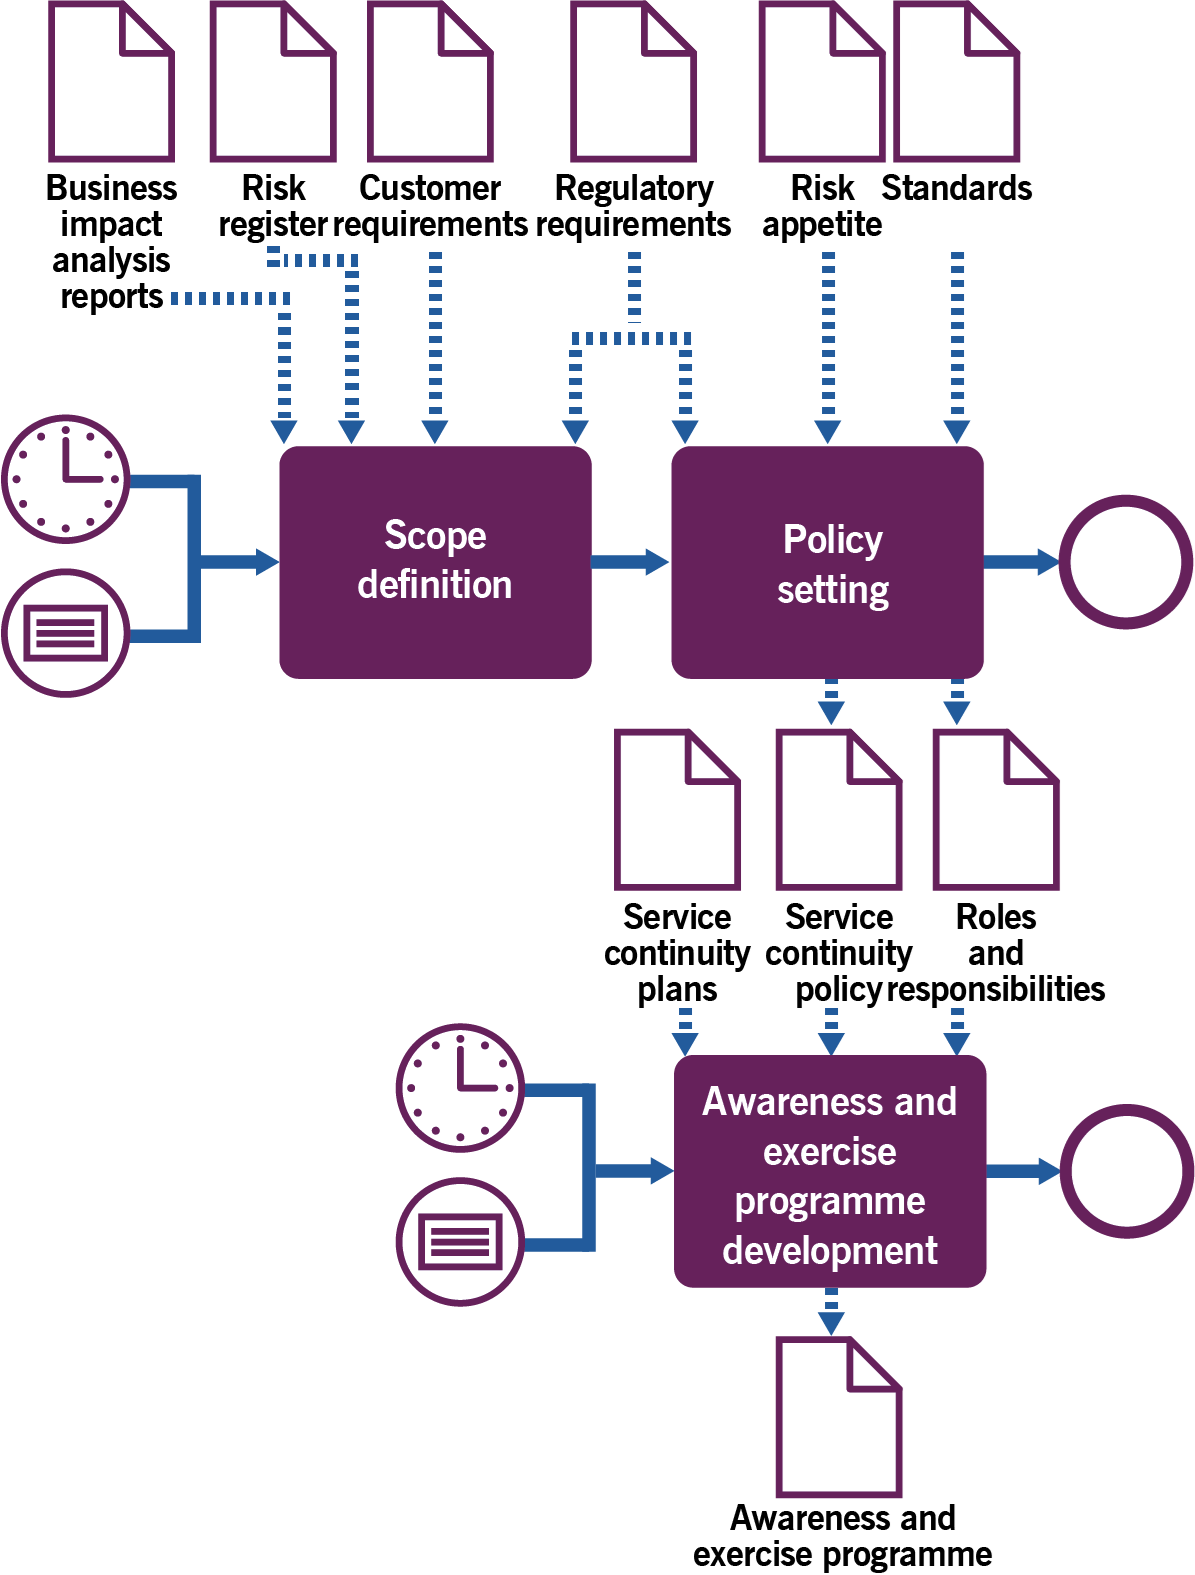 Business
impact
analysis
reports
Risk
register
Customer
requirements
Regulatory
requirements
Risk
appetite
Standards
Scope
definition
Policy
setting
Service
continuity
plans
Service
continuity
policy
Roles
and
responsibilities
Awareness and
exercise
programme
development
Awareness and
exercise programme